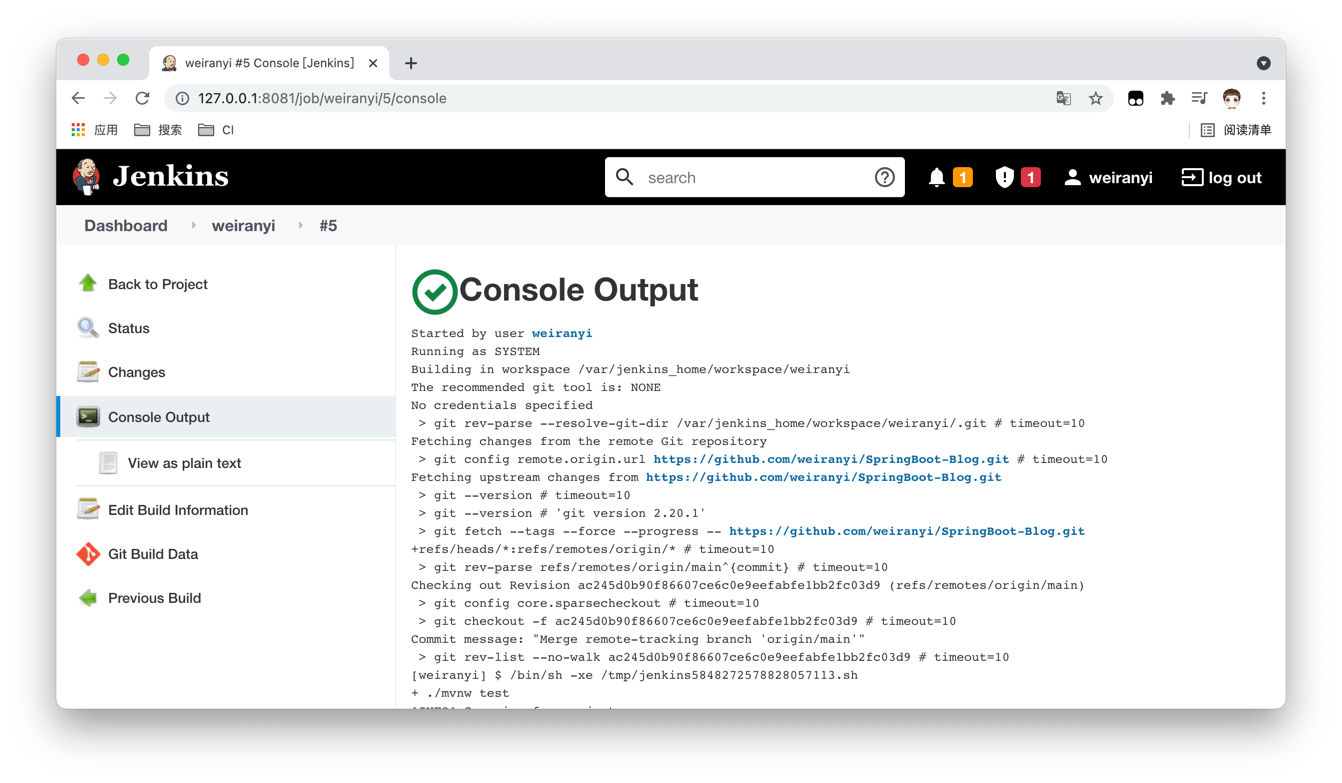 weiranyi #5 Console [Jenkins]
127.0.0.1:8081/job/weiranyi/5/console
应用 搜索 CI 阅读清单
Jenkins search 1 1 weiranyi log out
Dashboard weiranyi #5
Back to Project
Status
Changes
Console Output
View as plain text
Edit Build Information
Git Build Data
Previous Build
Console Output
Started by user weiranyi
Running as SYSTEM
Building in workspace /var/jenkins_home/workspace/weiranyi
The recommended git tool is: NONE
No credentials specified
> git rev-parse --resolve-git-dir /var/jenkins_home/workspace/weiranyi/.git # timeout=10
Fetching changes from the remote Git repository
> git config remote.origin.url https://github.com/weiranyi/SpringBoot-Blog.git # timeout=10
Fetching upstream changes from https://github.com/weiranyi/SpringBoot-Blog.git
> git --version # timeout=10
> git --version # 'git version 2.20.1'
> git fetch --tags --force --progress -- https://github.com/weiranyi/SpringBoot-Blog.git
+refs/heads/*:refs/remotes/origin/* # timeout=10
> git rev-parse refs/remotes/origin/main^{commit} # timeout=10
Checking out Revision ac245d0b90f86607ce6c0e9eefabfe1bb2fc03d9 (refs/remotes/origin/main)
> git config core.sparsecheckout # timeout=10
> git checkout -f ac245d0b90f86607ce6c0e9eefabfe1bb2fc03d9 # timeout=10
Commit message: "Merge remote-tracking branch 'origin/main'"
> git rev-list --no-walk ac245d0b90f86607ce6c0e9eefabfe1bb2fc03d9 # timeout=10
[weiranyi] $ /bin/sh -xe /tmp/jenkins5848272578828057113.sh
+ ./mvnw test